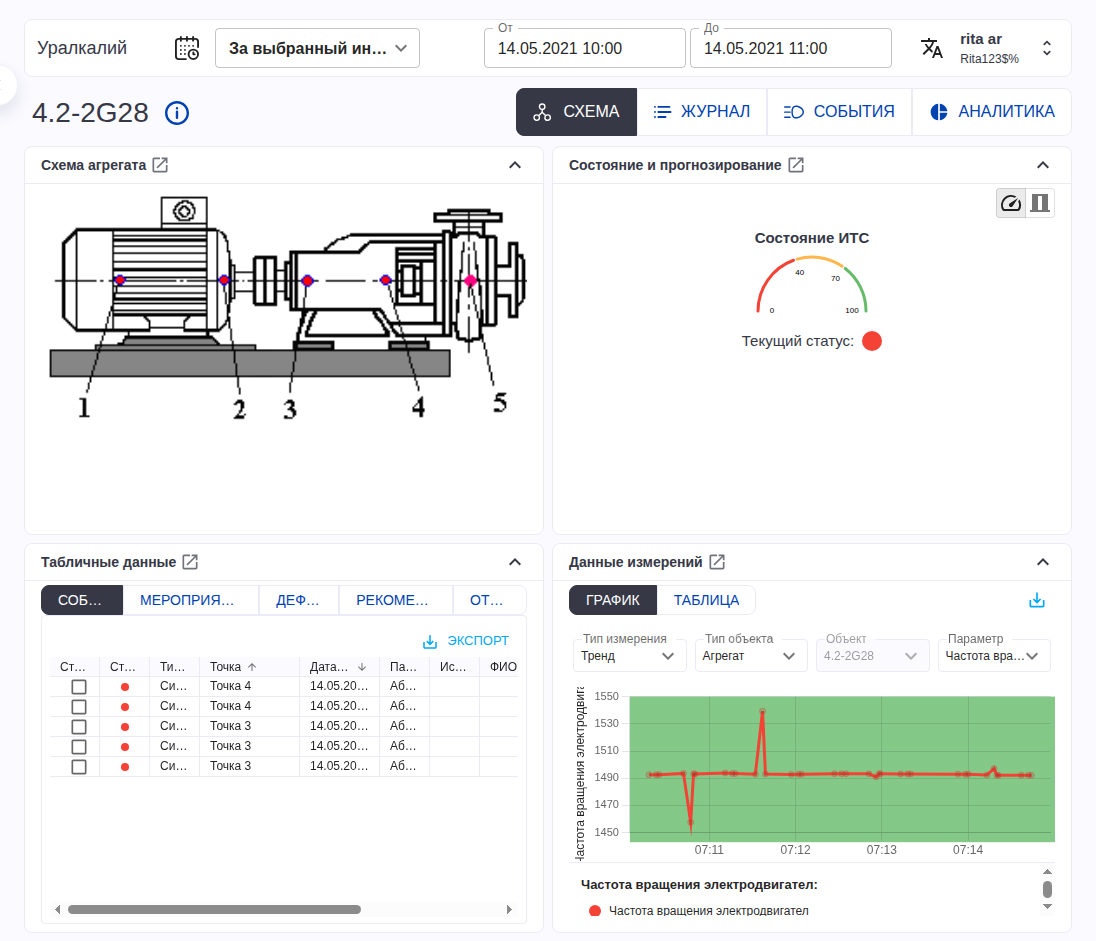 Уралкалий
За выбранный ин…
От
14.05.2021 10:00
До
14.05.2021 11:00
rita ar
Rita123$%
4.2-2G28
СХЕМА
ЖУРНАЛ
СОБЫТИЯ
АНАЛИТИКА
Схема агрегата
1
2
3
4
5
Состояние и прогнозирование
Состояние ИТС
0
40
70
100
Текущий статус:
Табличные данные
СОБ…
МЕРОПРИЯ…
ДЕФ…
РЕКОМЕ…
ОТ…
ЭКСПОРТ
Ст… Ст… Ти… Точка Дата… Па… Ис… ФИО
Си… Точка 4 14.05.20… Аб…
Си… Точка 4 14.05.20… Аб…
Си… Точка 3 14.05.20… Аб…
Си… Точка 3 14.05.20… Аб…
Си… Точка 3 14.05.20… Аб…
Данные измерений
ГРАФИК
ТАБЛИЦА
Тип измерения
Тренд
Тип объекта
Агрегат
Объект
4.2-2G28
Параметр
Частота вра…
Частота вращения электродвига
1550
1530
1510
1490
1470
1450
07:11 07:12 07:13 07:14
Частота вращения электродвигател:
Частота вращения электродвигател